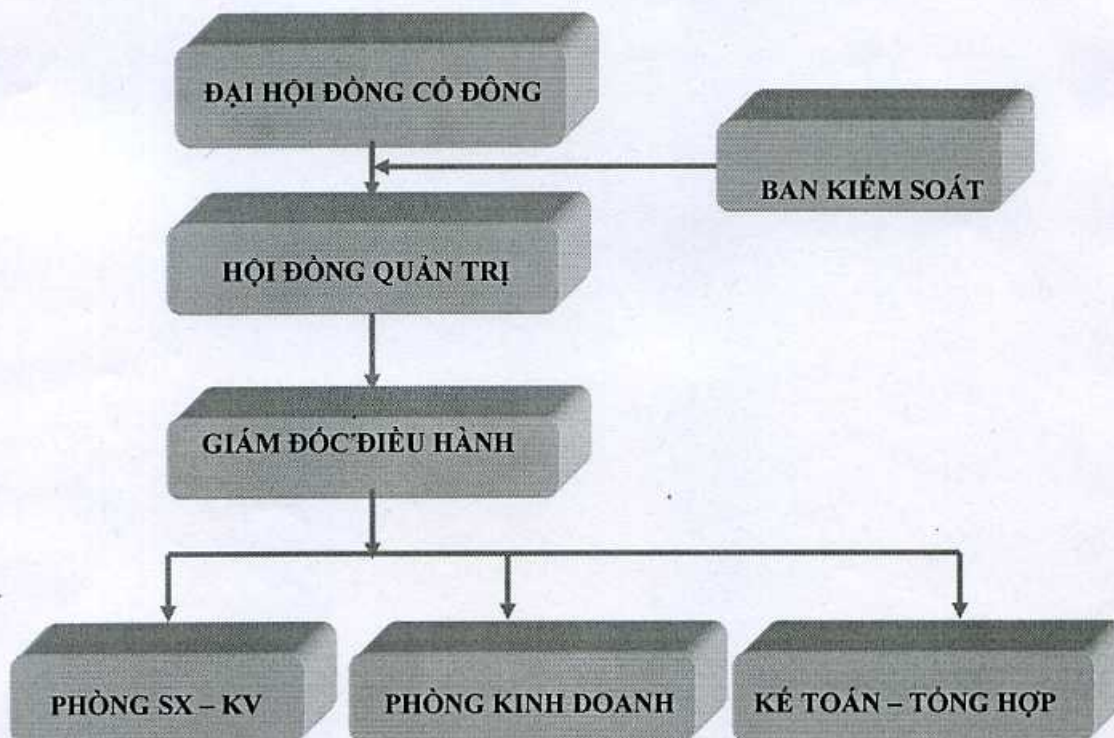 ĐẠI HỘI ĐỒNG CỔ ĐÔNG
BAN KIỂM SOÁT
HỘI ĐỒNG QUẢN TRỊ
GIÁM ĐỐC ĐIỀU HÀNH
PHÒNG SX – KV
PHÒNG KINH DOANH
KẾ TOÁN – TỔNG HỢP